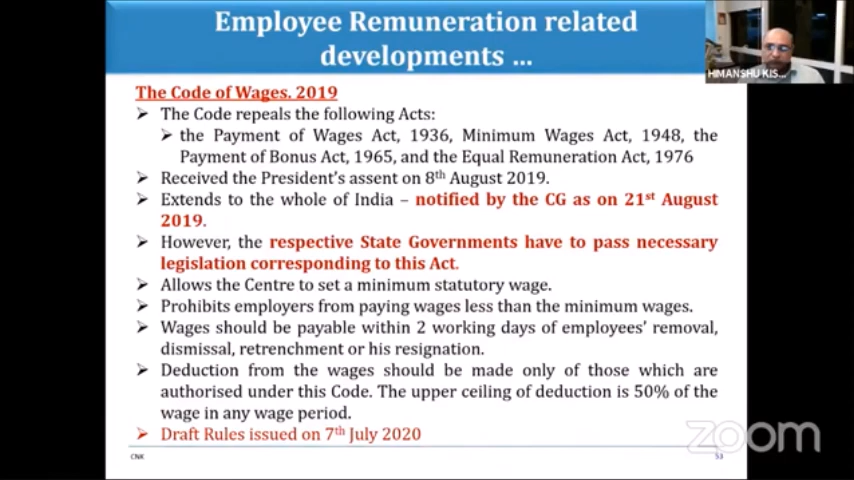 Employee Remuneration related
developments ...
The Code of Wages. 2019
➢ The Code repeals the following Acts:
➢ the Payment of Wages Act, 1936, Minimum Wages Act, 1948, the
Payment of Bonus Act, 1965, and the Equal Remuneration Act, 1976
➢ Received the President's assent on 8th August 2019.
➢ Extends to the whole of India – notified by the CG as on 21st August
2019.
➢ However, the respective State Governments have to pass necessary
legislation corresponding to this Act.
➢ Allows the Centre to set a minimum statutory wage.
➢ Prohibits employers from paying wages less than the minimum wages.
➢ Wages should be payable within 2 working days of employees' removal,
dismissal, retrenchment or his resignation.
➢ Deduction from the wages should be made only of those which are
authorised under this Code. The upper ceiling of deduction is 50% of the
wage in any wage period.
➢ Draft Rules issued on 7th July 2020
CNK
53
HIMANSHU KIS...
zoom